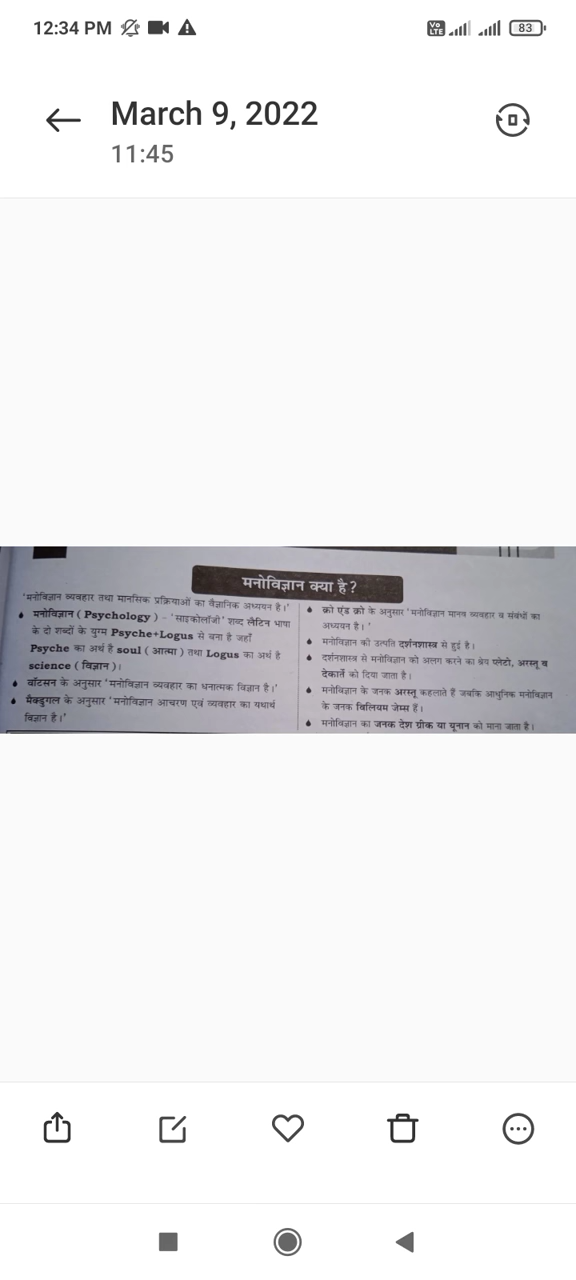 12:34 PM
Vo LTE
83
March 9, 2022
11:45
मनोविज्ञान क्या है?
'मनोविज्ञान व्यवहार तथा मानसिक प्रक्रियाओं का वैज्ञानिक अध्ययन है।'
मनोविज्ञान ( Psychology ) - 'साइकोलॉजी' शब्द लैटिन भाषा
के दो शब्दों के युग्म Psyche+Logus से बना है जहाँ
Psyche का अर्थ है soul ( आत्मा ) तथा Logus का अर्थ है
science ( विज्ञान )।
वॉटसन के अनुसार 'मनोविज्ञान व्यवहार का धनात्मक विज्ञान है।'
मैक्डुगल के अनुसार 'मनोविज्ञान आचरण एवं व्यवहार का यथार्थ
विज्ञान है।'
क्रो एंड क्रो के अनुसार 'मनोविज्ञान मानव व्यवहार व संबंधों का
अध्ययन है। '
मनोविज्ञान की उत्पति दर्शनशास्त्र से हुई है।
दर्शनशास्त्र से मनोविज्ञान को अलग करने का श्रेय प्लेटो, अरस्तू व
देकार्ते को दिया जाता है।
मनोविज्ञान के जनक अरस्तू कहलाते हैं जबकि आधुनिक मनोविज्ञान
के जनक विलियम जेम्स हैं।
मनोविज्ञान का जनक देश ग्रीक या यूनान को माना जाता है।